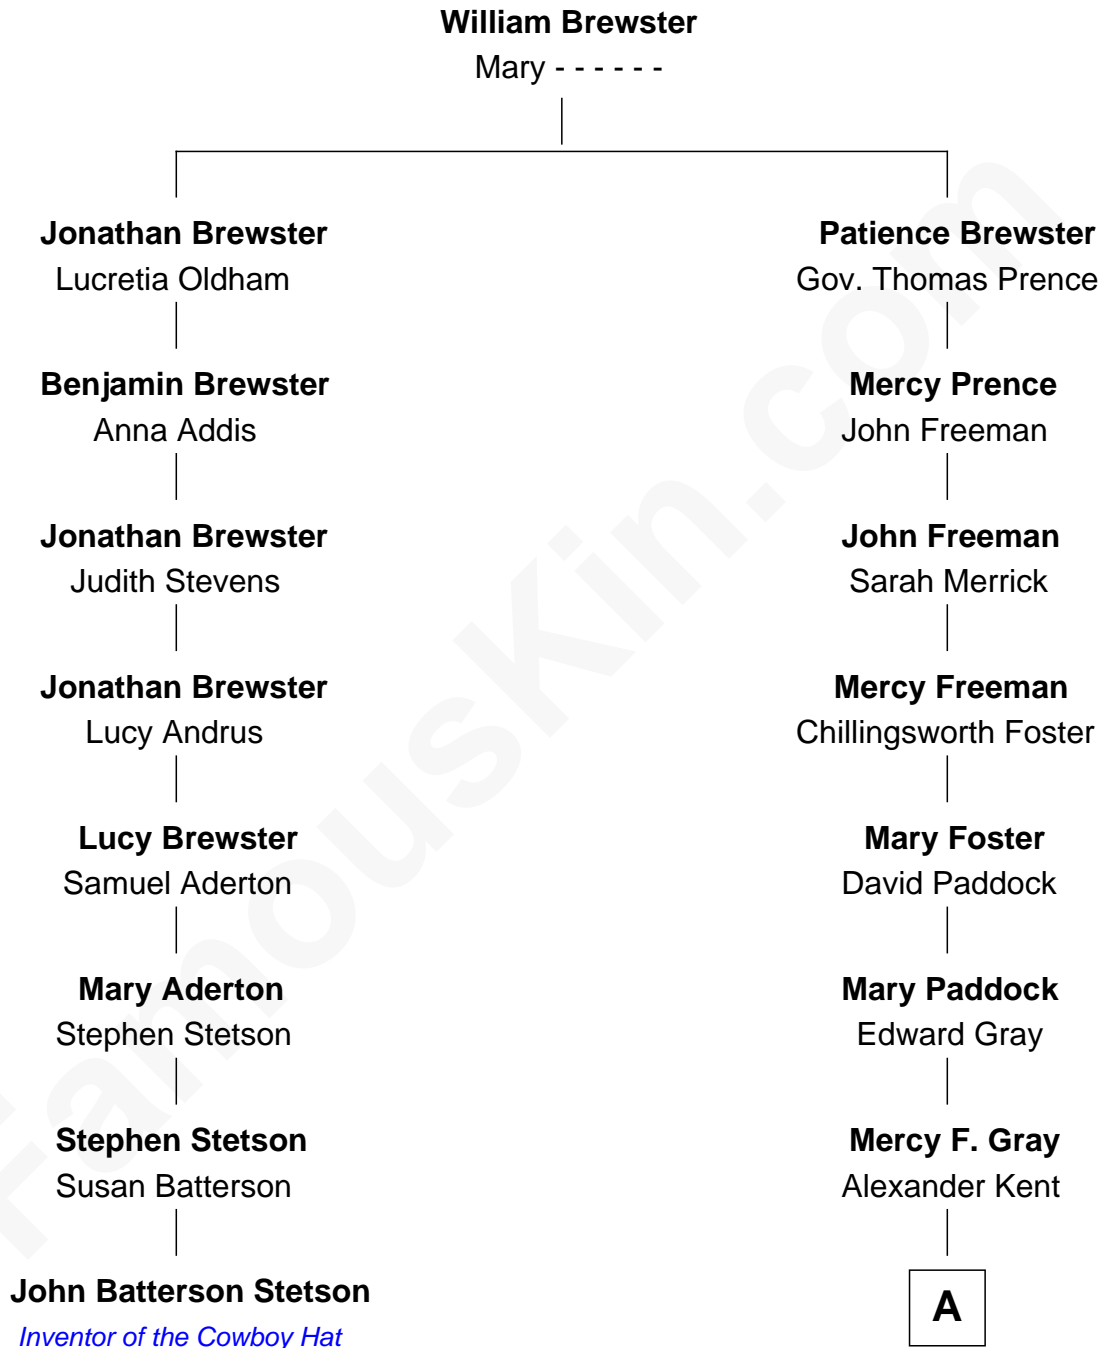 William Brewster
Mary - - - - - -
Jonathan Brewster
Lucretia Oldham
Patience Brewster
Gov. Thomas Prence
Benjamin Brewster
Anna Addis
Mercy Prence
John Freeman
Jonathan Brewster
Judith Stevens
John Freeman
Sarah Merrick
Jonathan Brewster
Lucy Andrus
Mercy Freeman
Chillingsworth Foster
Lucy Brewster
Samuel Aderton
Mary Foster
David Paddock
Mary Aderton
Stephen Stetson
Mary Paddock
Edward Gray
Stephen Stetson
Susan Batterson
Mercy F. Gray
Alexander Kent
John Batterson Stetson
Inventor of the Cowboy Hat
A
FamousKin.com